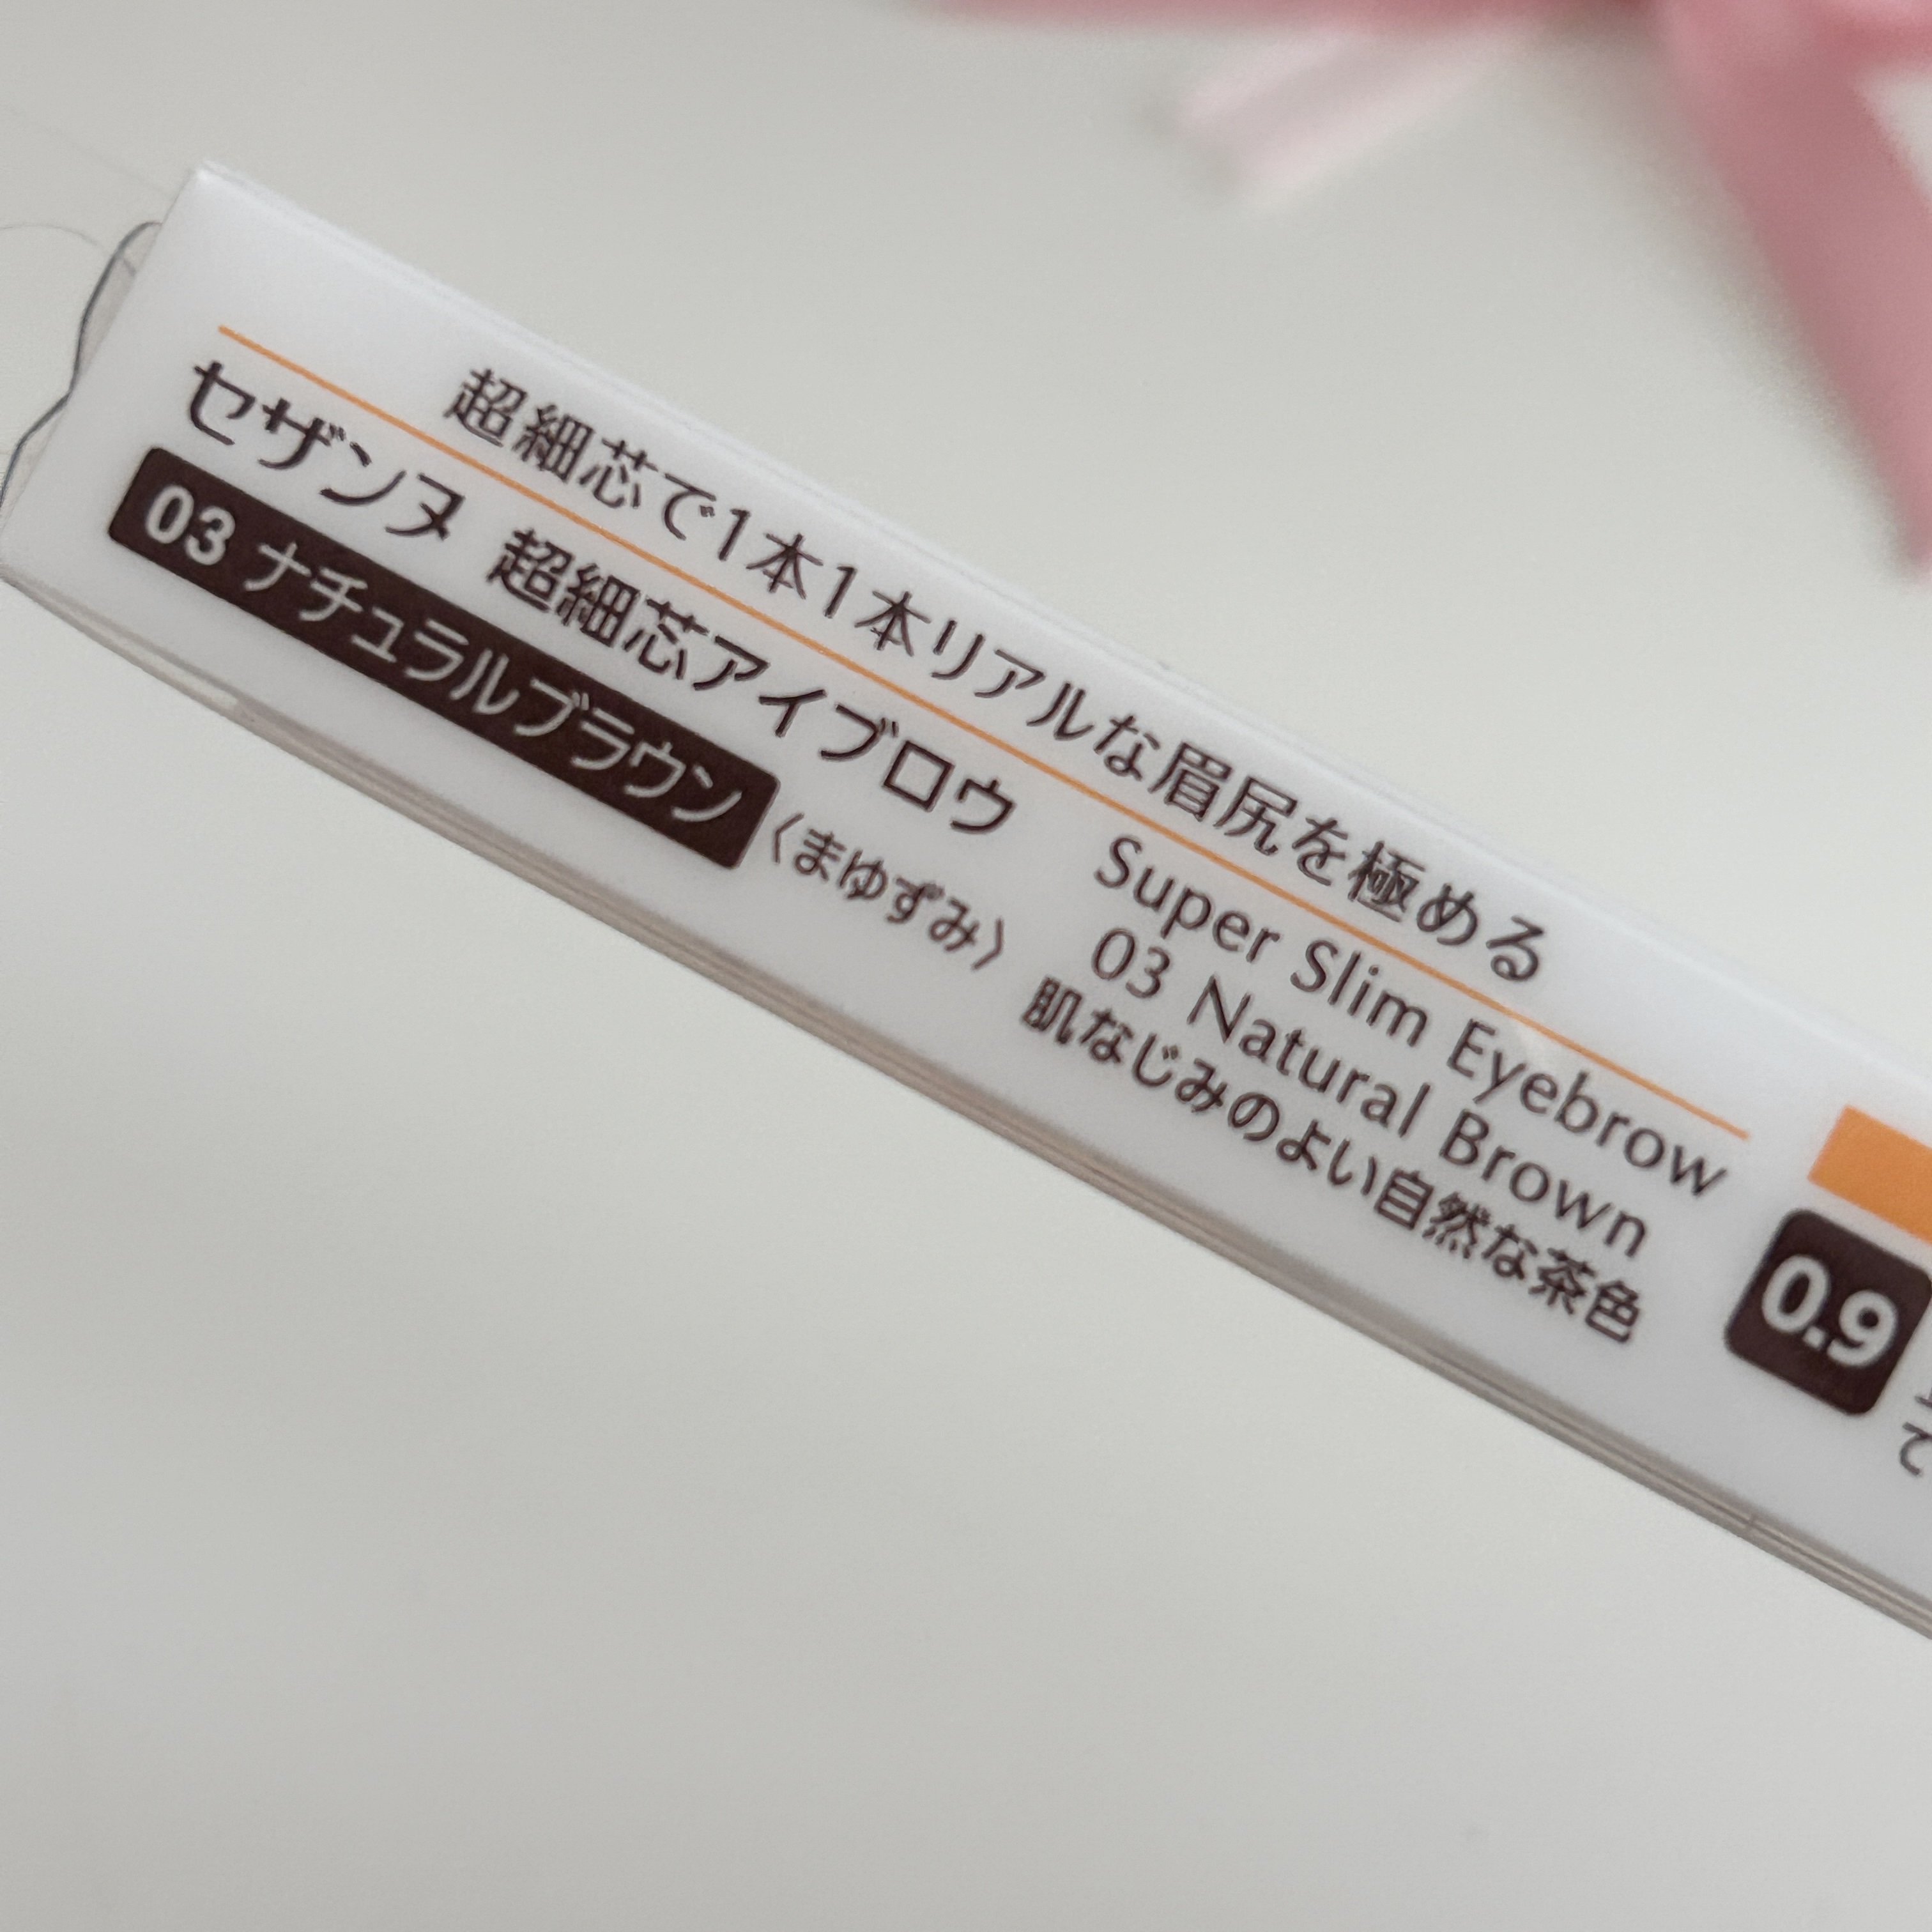 超細芯で1本1本リアルな眉尻を極める
セザンヌ 超細芯アイブロウ Super Slim Eyebrow
03 ナチュラルブラウン 〈まゆずみ〉 03 Natural Brown
肌なじみのよい自然な茶色
0.9
て